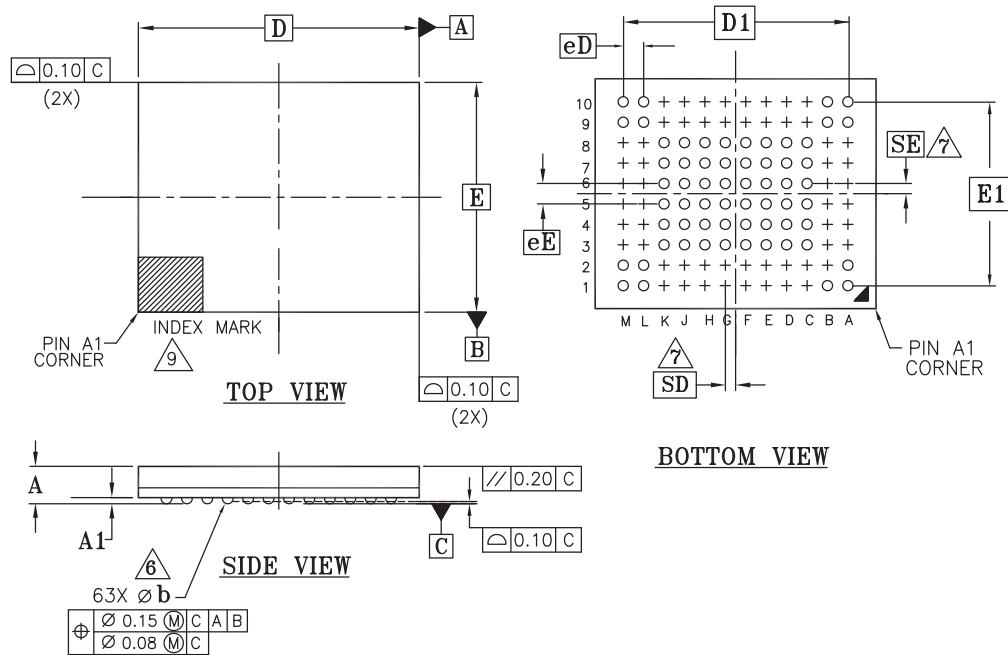 D
A
⌓ 0.10 C
(2X)
E
PIN A1
CORNER
INDEX MARK
9
B
⌓ 0.10 C
(2X)
TOP VIEW
D1
eD
10
9
8
7
6
5
4
3
2
1
SE 7
E1
eE
M L K J H G F E D C B A
7
SD
PIN A1
CORNER
BOTTOM VIEW
A
A1
// 0.20 C
⌓ 0.10 C
C
SIDE VIEW
6
63X Ø b
⌖ Ø 0.15 Ⓜ C A B
Ø 0.08 Ⓜ C